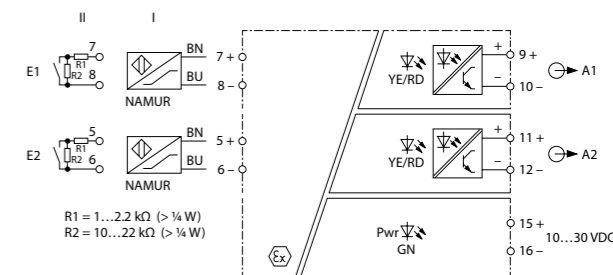 II I
E1 7 R1 R2 8
BN 7 +
BU 8 –
NAMUR
YE/RD
+ 9 +
– 10 –
A1
E2 5 R1 R2 6
BN 5 +
BU 6 –
NAMUR
YE/RD
+ 11 +
– 12 –
A2
R1 = 1…2.2 kΩ (> ¼ W)
R2 = 10…22 kΩ (> ¼ W)
Ex
Pwr
GN
15 +
10…30 VDC
16 –